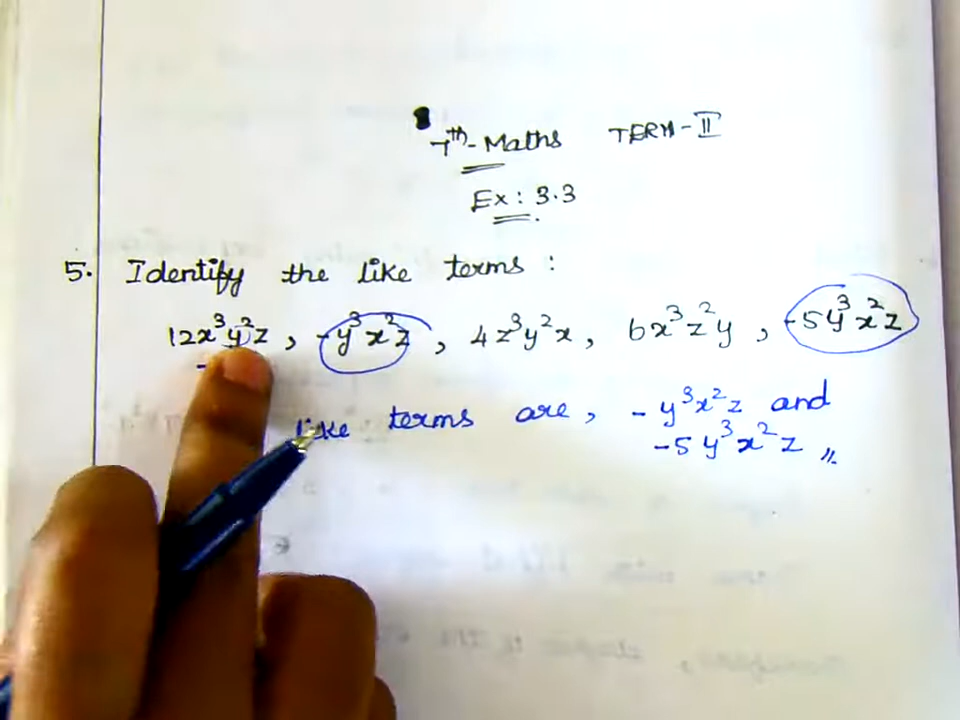 7th-Maths TERM-II
Ex: 3.3
5. Identify the like terms:
12x³y²z, -y³x²z, 4z³y²x, 6x³z²y, -5y³x²z
like terms are, -y³x²z and
-5y³x²z //.